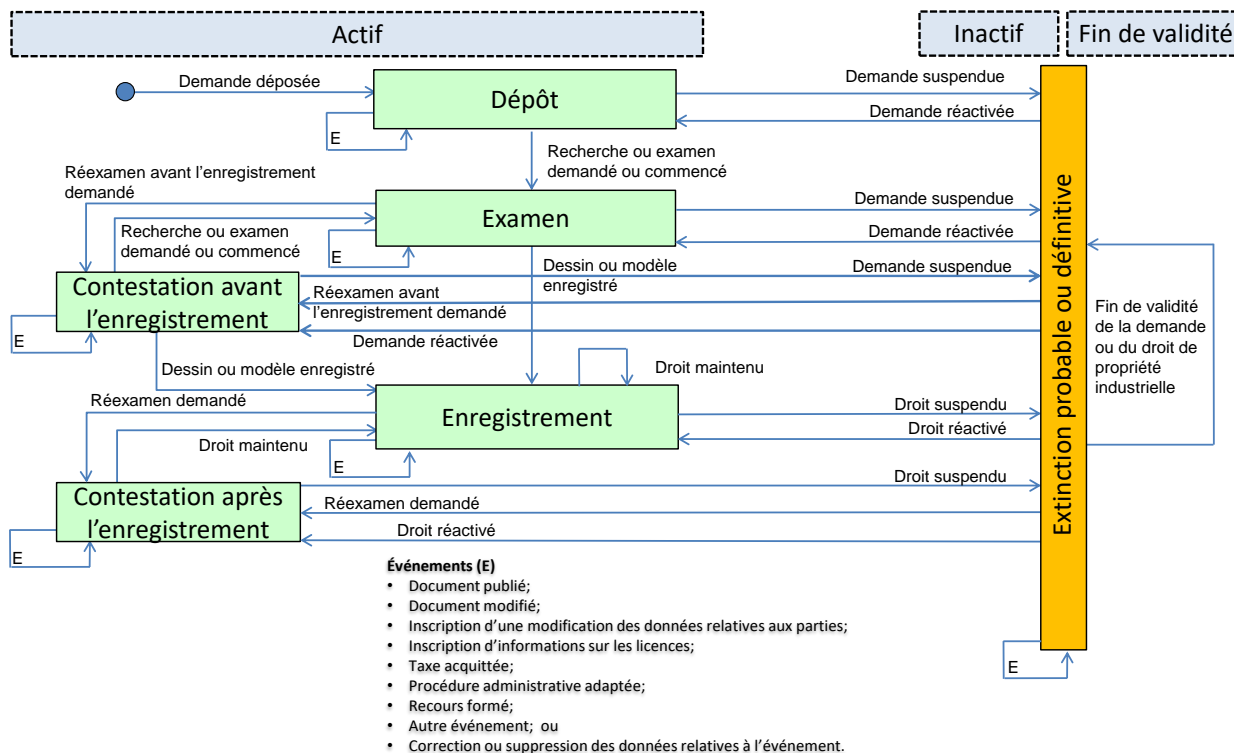 Actif
Inactif
Fin de validité
Demande déposée
Dépôt
Demande suspendue
Demande réactivée
E
Recherche ou examen
demandé ou commencé
Réexamen avant l’enregistrement
demandé
Examen
Demande suspendue
Demande réactivée
E
Recherche ou examen
demandé ou commencé
Dessin ou modèle
enregistré
Demande suspendue
Contestation avant
l’enregistrement
Réexamen avant
l’enregistrement demandé
E
Demande réactivée
Fin de validité
de la demande
ou du droit de
propriété
industrielle
Dessin ou modèle enregistré
Droit maintenu
Réexamen demandé
Enregistrement
Droit suspendu
Droit réactivé
Droit maintenu
E
Droit suspendu
Contestation après
l’enregistrement
Réexamen demandé
Droit réactivé
E
Extinction probable ou définitive
E
Événements (E)
• Document publié;
• Document modifié;
• Inscription d’une modification des données relatives aux parties;
• Inscription d’informations sur les licences;
• Taxe acquittée;
• Procédure administrative adaptée;
• Recours formé;
• Autre événement; ou
• Correction ou suppression des données relatives à l’événement.